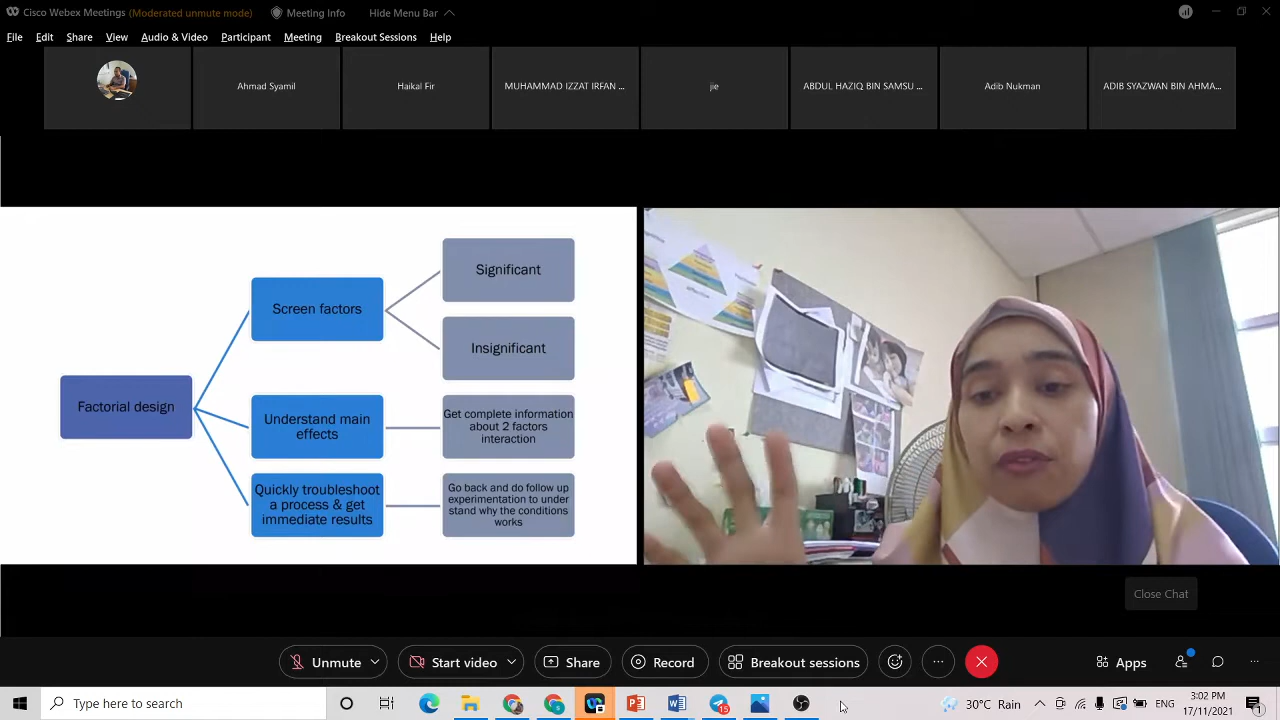 Cisco Webex Meetings (Moderated unmute mode) Meeting Info Hide Menu Bar
File Edit Share View Audio & Video Participant Meeting Breakout Sessions Help
Ahmad Syamil Haikal Fir MUHAMMAD IZZAT IRFAN ... jie ABDUL HAZIQ BIN SAMSU ... Adib Nukman ADIB SYAZWAN BIN AHMA...
Factorial design
Screen factors
Significant
Insignificant
Understand main
effects
Get complete information
about 2 factors
interaction
Quickly troubleshoot
a process & get
immediate results
Go back and do follow up
experimentation to under
stand why the conditions
works
Close Chat
Unmute Start video Share Record Breakout sessions Apps
Type here to search
15
30°C Rain
3:02 PM
17/11/2021
1